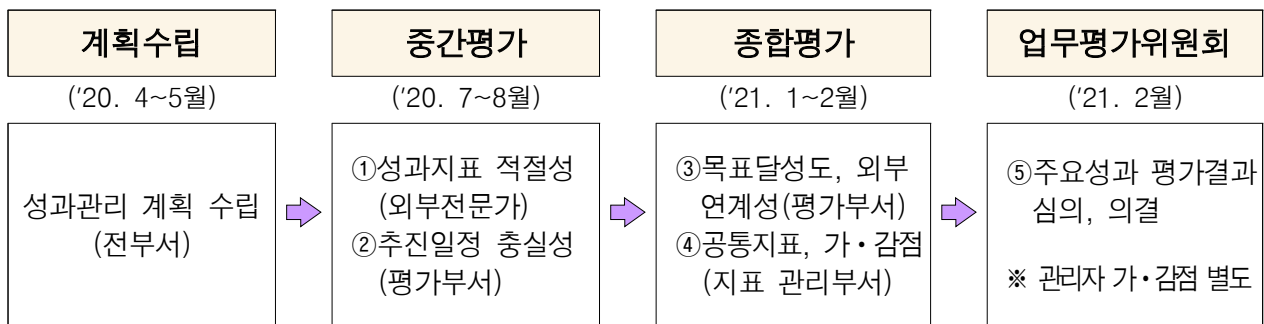 계획수립
('20. 4~5월)
성과관리 계획 수립
(전부서)
중간평가
('20. 7~8월)
①성과지표 적절성
(외부전문가)
②추진일정 충실성
(평가부서)
종합평가
('21. 1~2월)
③목표달성도, 외부
연계성(평가부서)
④공통지표, 가·감점
(지표 관리부서)
업무평가위원회
('21. 2월)
⑤주요성과 평가결과
심의, 의결
※ 관리자 가·감점 별도